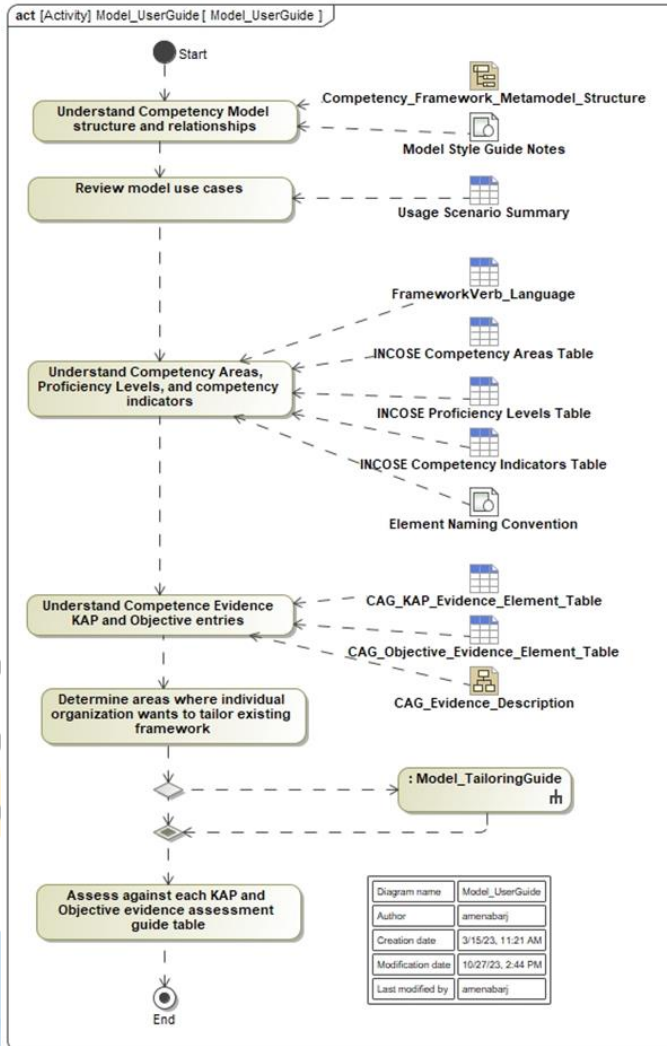 act [Activity] Model_UserGuide [ Model_UserGuide ]
Start
Understand Competency Model
structure and relationships
Competency_Framework_Metamodel_Structure
Model Style Guide Notes
Review model use cases
Usage Scenario Summary
FrameworkVerb_Language
INCOSE Competency Areas Table
Understand Competency Areas,
Proficiency Levels, and competency
indicators
INCOSE Proficiency Levels Table
INCOSE Competency Indicators Table
Element Naming Convention
Understand Competence Evidence
KAP and Objective entries
CAG_KAP_Evidence_Element_Table
CAG_Objective_Evidence_Element_Table
CAG_Evidence_Description
Determine areas where individual
organization wants to tailor existing
framework
: Model_TailoringGuide
Assess against each KAP and
Objective evidence assessment
guide table
Diagram name Model_UserGuide
Author amenabarj
Creation date 3/15/23, 11:21 AM
Modification date 10/27/23, 2:44 PM
Last modified by amenabarj
End